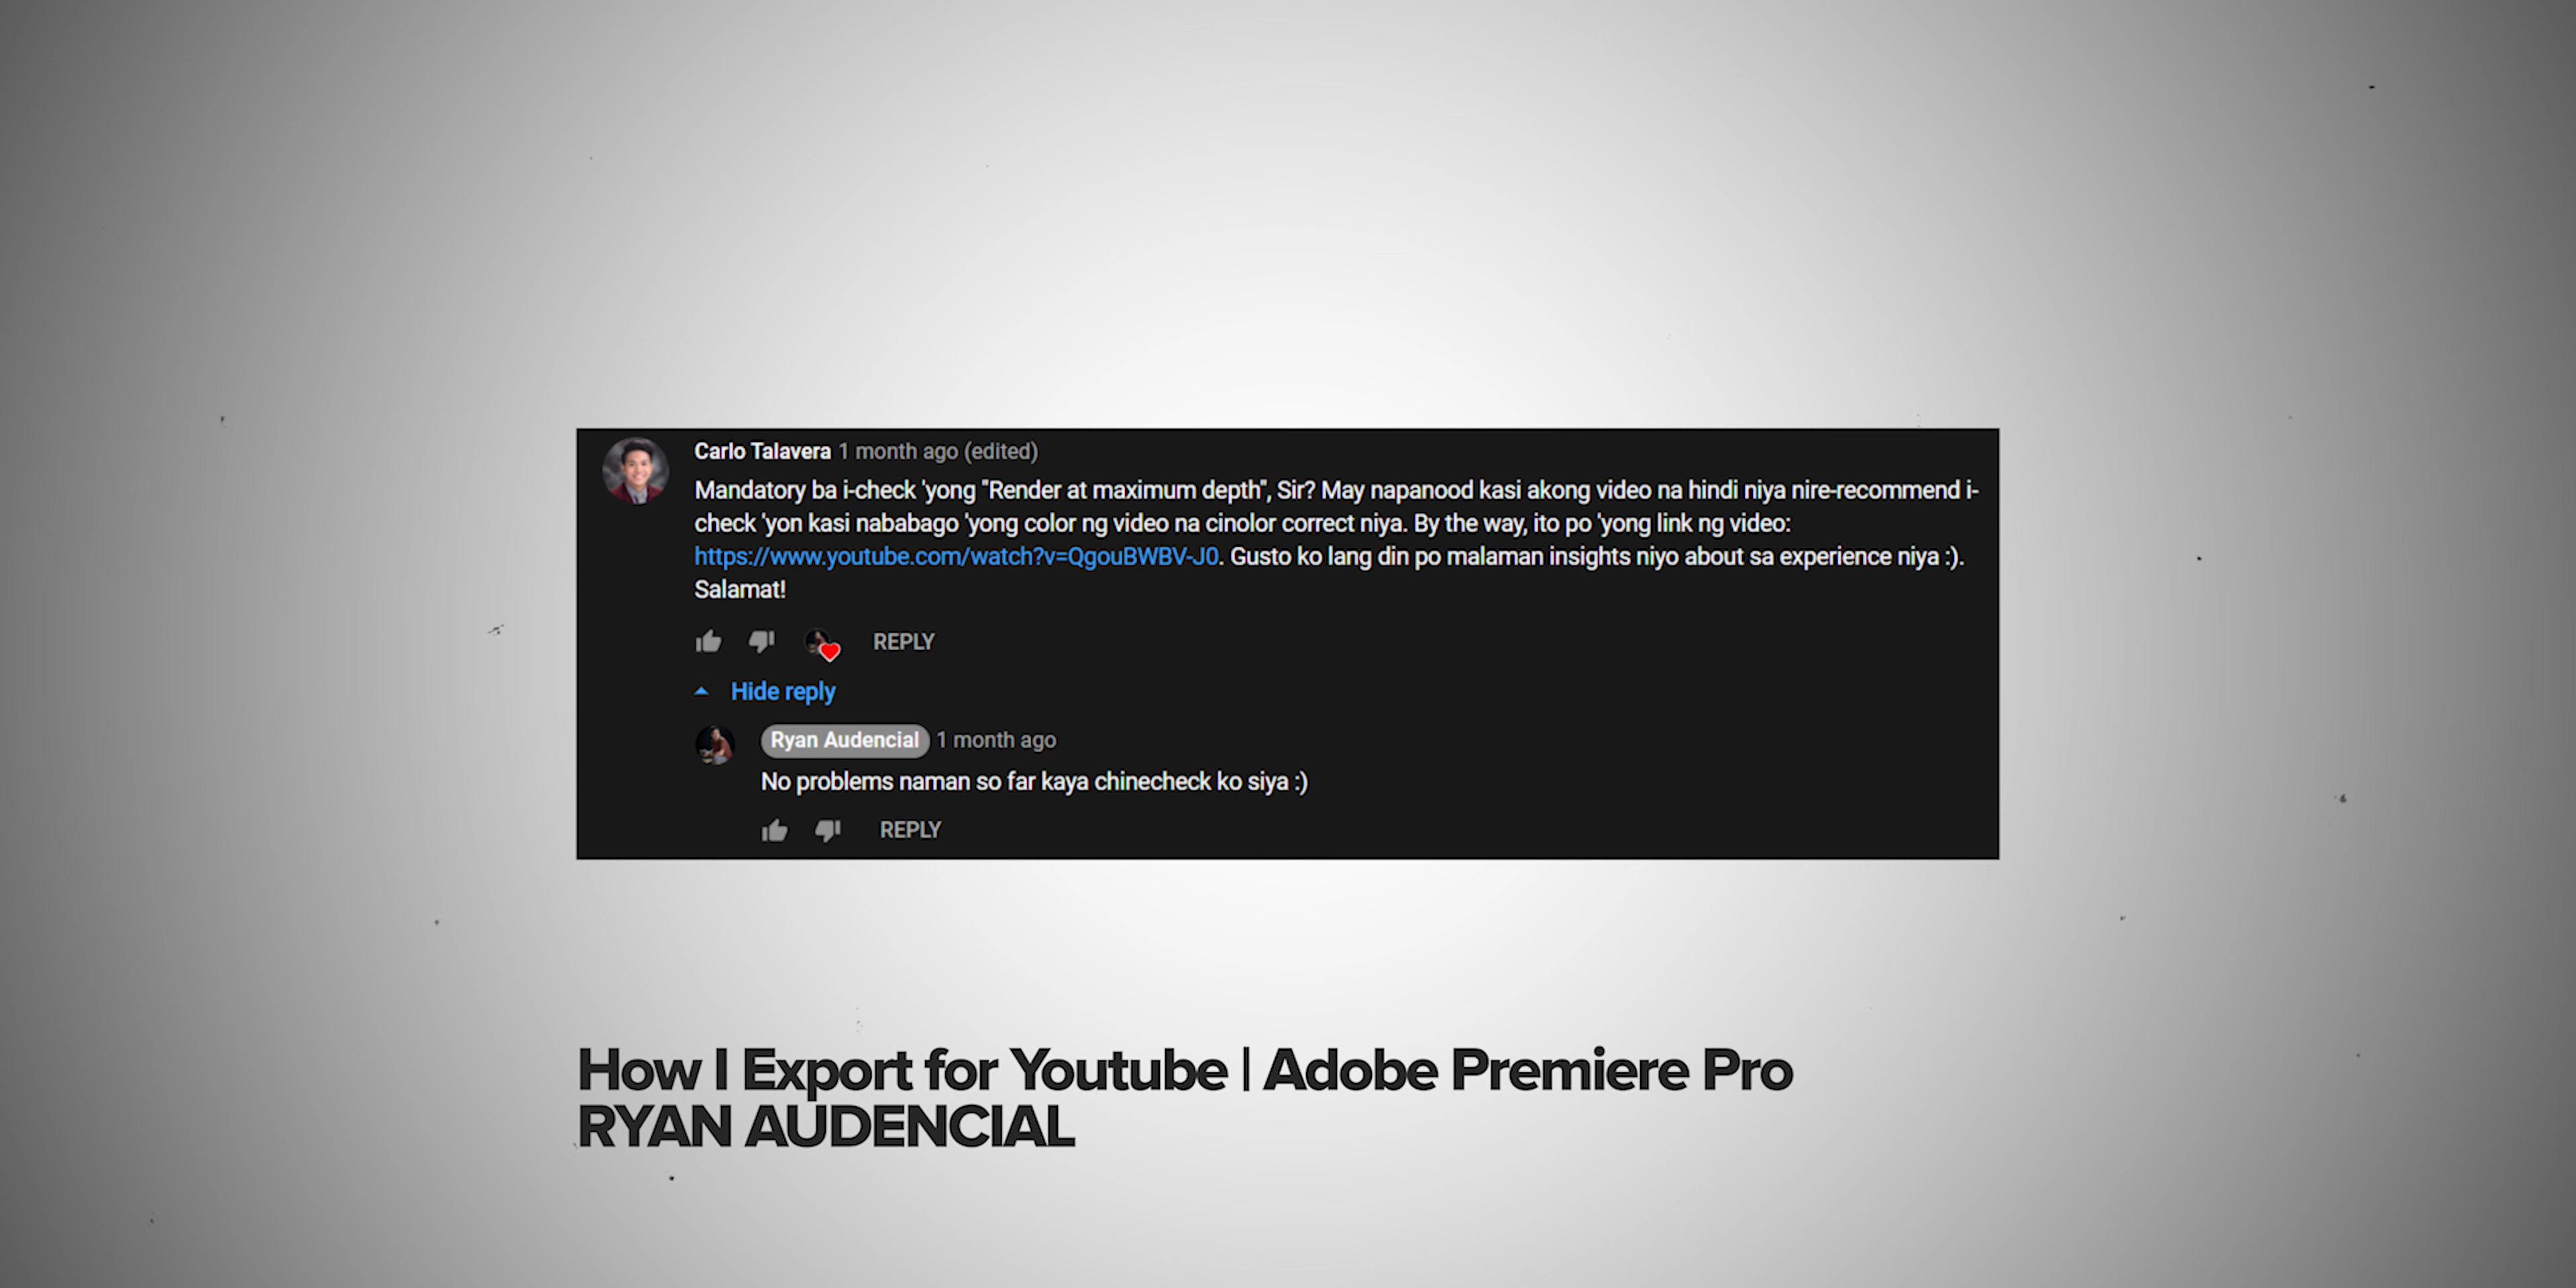 Carlo Talavera 1 month ago (edited)
Mandatory ba i-check 'yong "Render at maximum depth", Sir? May napanood kasi akong video na hindi niya nire-recommend i-
check 'yon kasi nababago 'yong color ng video na cinolor correct niya. By the way, ito po 'yong link ng video:
https://www.youtube.com/watch?v=QgouBWBV-J0. Gusto ko lang din po malaman insights niyo about sa experience niya :).
Salamat!
REPLY
Hide reply
Ryan Audencial 1 month ago
No problems naman so far kaya chinecheck ko siya :)
REPLY
How I Export for Youtube | Adobe Premiere Pro
RYAN AUDENCIAL